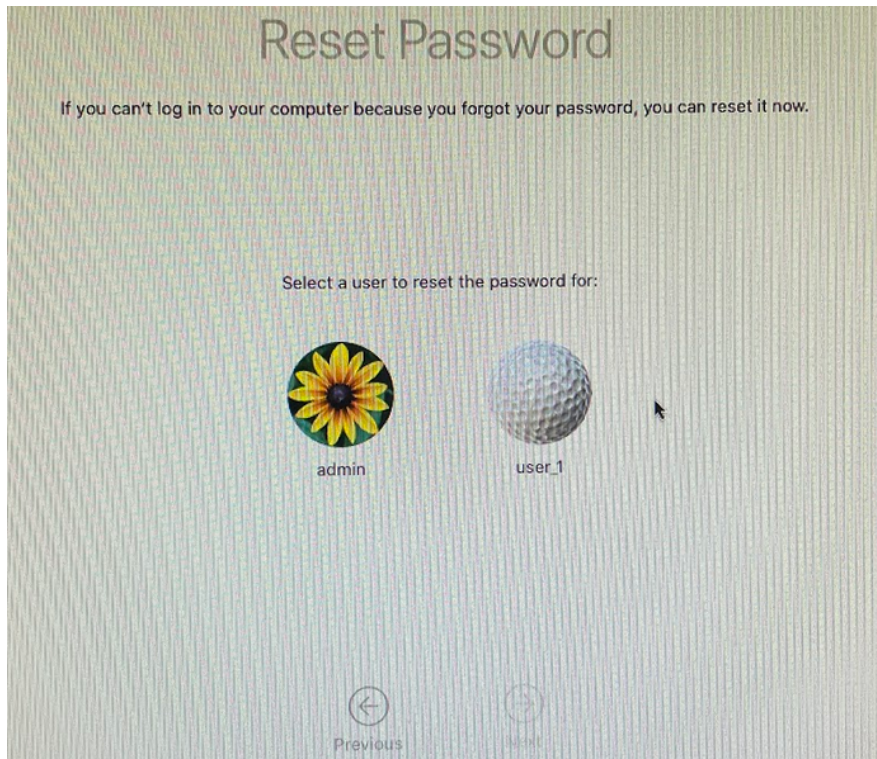 Reset Password
If you can't log in to your computer because you forgot your password, you can reset it now.
Select a user to reset the password for:
admin
user_1
Previous
Next